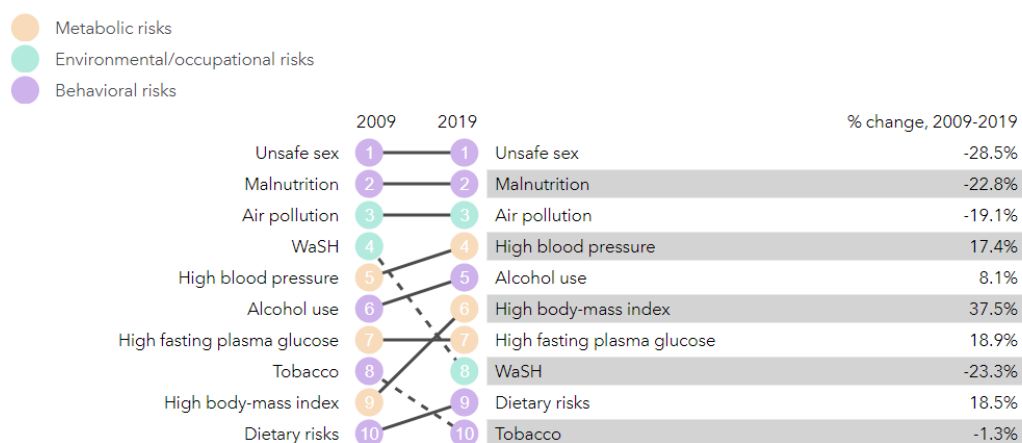 Metabolic risks
Environmental/occupational risks
Behavioral risks
2009 2019 % change, 2009-2019
Unsafe sex 1 1 Unsafe sex -28.5%
Malnutrition 2 2 Malnutrition -22.8%
Air pollution 3 3 Air pollution -19.1%
WaSH 4 4 High blood pressure 17.4%
High blood pressure 5 5 Alcohol use 8.1%
Alcohol use 6 6 High body-mass index 37.5%
High fasting plasma glucose 7 7 High fasting plasma glucose 18.9%
Tobacco 8 8 WaSH -23.3%
High body-mass index 9 9 Dietary risks 18.5%
Dietary risks 10 10 Tobacco -1.3%